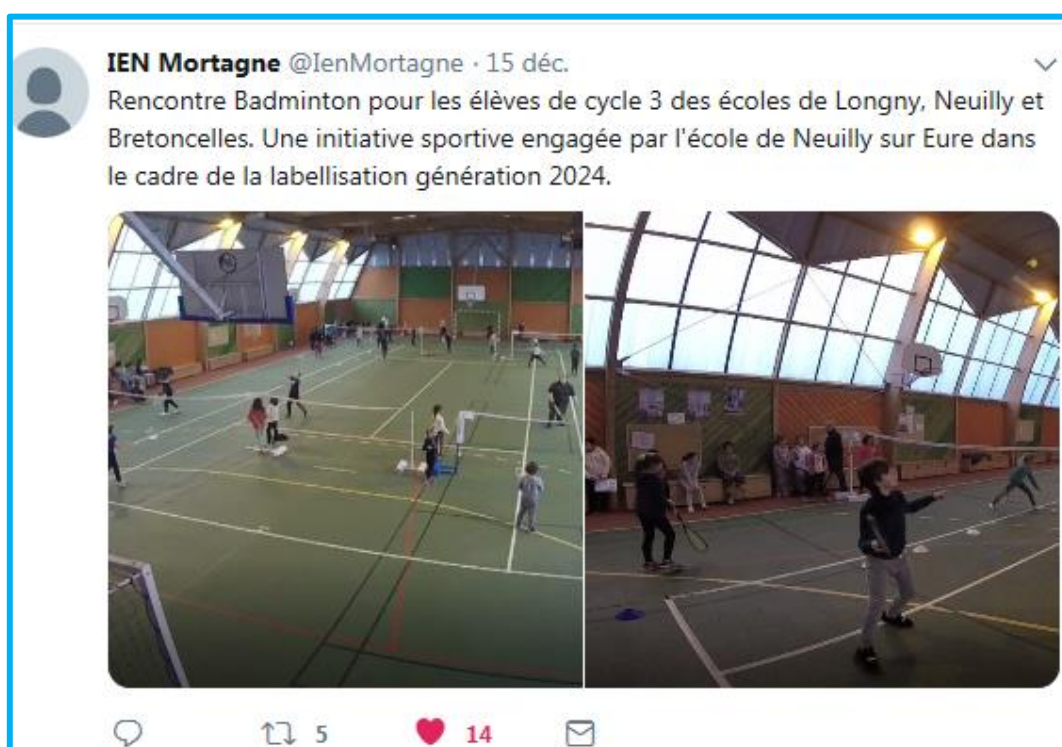 IEN Mortagne @IenMortagne · 15 déc.
Rencontre Badminton pour les élèves de cycle 3 des écoles de Longny, Neuilly et
Bretoncelles. Une initiative sportive engagée par l'école de Neuilly sur Eure dans
le cadre de la labellisation génération 2024.
5 14